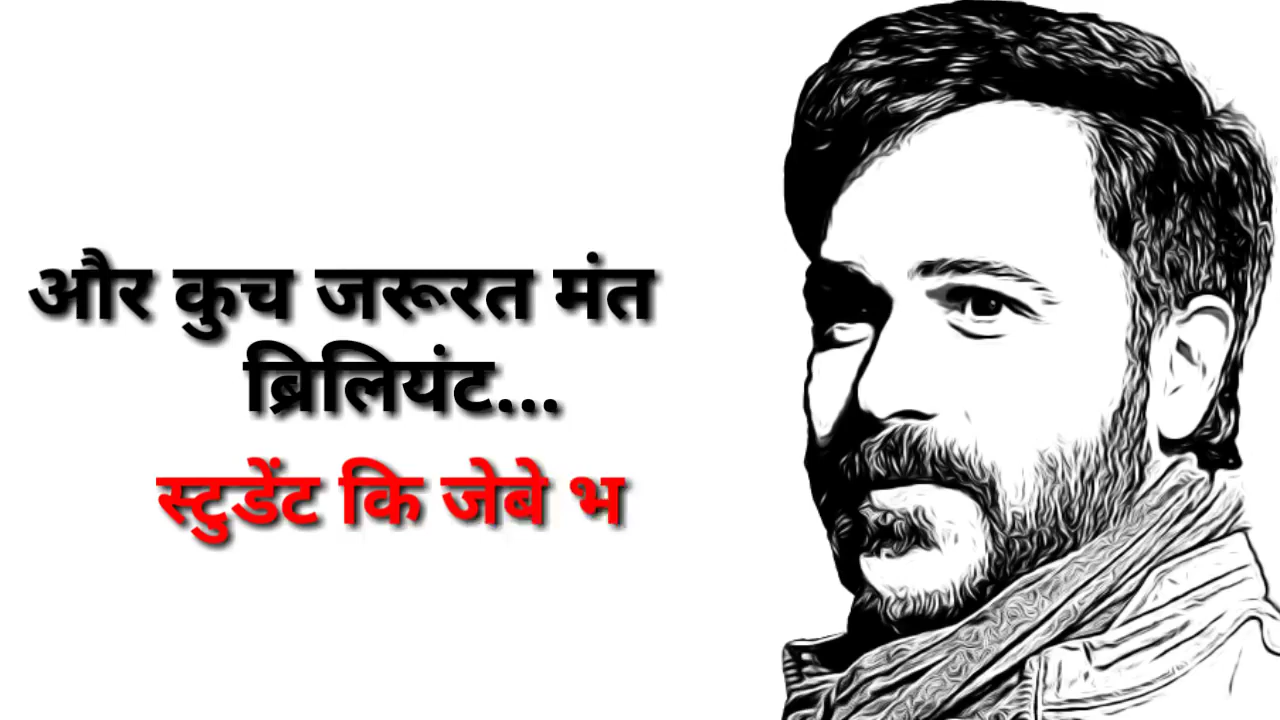 और कुच जरूरत मंत
ब्रिलियंट...
स्टुडेंट कि जेबे भ